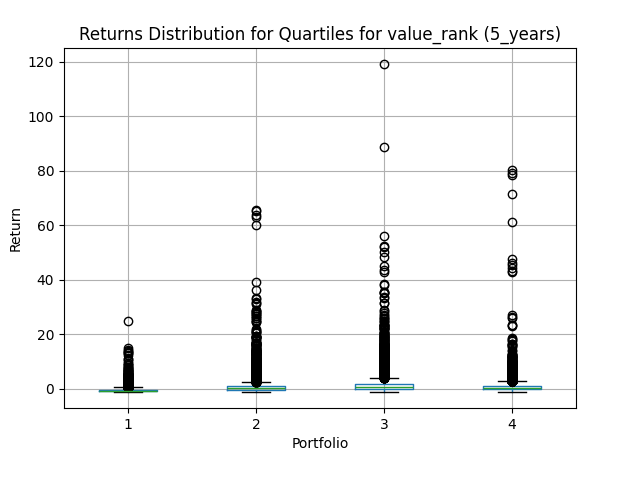 Returns Distribution for Quartiles for value_rank (5_years)
120
100
80
60
40
20
0
Return
1 2 3 4
Portfolio